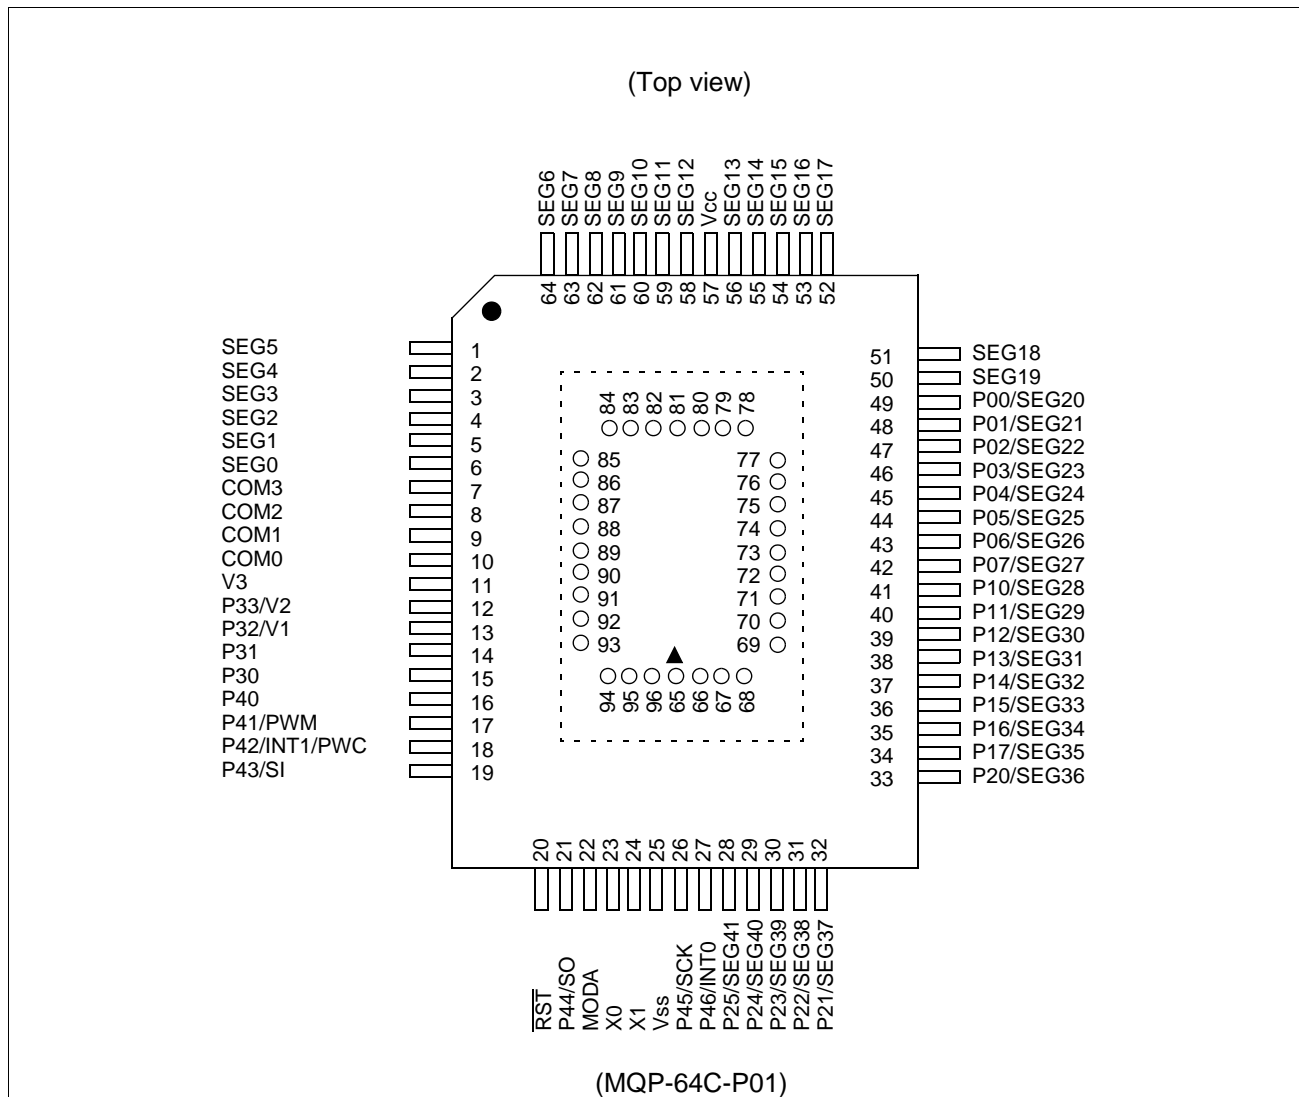 (Top view)
SEG6
SEG7
SEG8
SEG9
SEG10
SEG11
SEG12
Vcc
SEG13
SEG14
SEG15
SEG16
SEG17
64
63
62
61
60
59
58
57
56
55
54
53
52
SEG5 1
SEG4 2
SEG3 3
SEG2 4
SEG1 5
SEG0 6
COM3 7
COM2 8
COM1 9
COM0 10
V3 11
P33/V2 12
P32/V1 13
P31 14
P30 15
P40 16
P41/PWM 17
P42/INT1/PWC 18
P43/SI 19
84
83
82
81
80
79
78
85 77
86 76
87 75
88 74
89 73
90 72
91 71
92 70
93 69
94
95
96
65
66
67
68
51 SEG18
50 SEG19
49 P00/SEG20
48 P01/SEG21
47 P02/SEG22
46 P03/SEG23
45 P04/SEG24
44 P05/SEG25
43 P06/SEG26
42 P07/SEG27
41 P10/SEG28
40 P11/SEG29
39 P12/SEG30
38 P13/SEG31
37 P14/SEG32
36 P15/SEG33
35 P16/SEG34
34 P17/SEG35
33 P20/SEG36
20
21
22
23
24
25
26
27
28
29
30
31
32
R̅S̅T̅
P44/SO
MODA
X0
X1
Vss
P45/SCK
P46/INT0
P25/SEG41
P24/SEG40
P23/SEG39
P22/SEG38
P21/SEG37
(MQP-64C-P01)